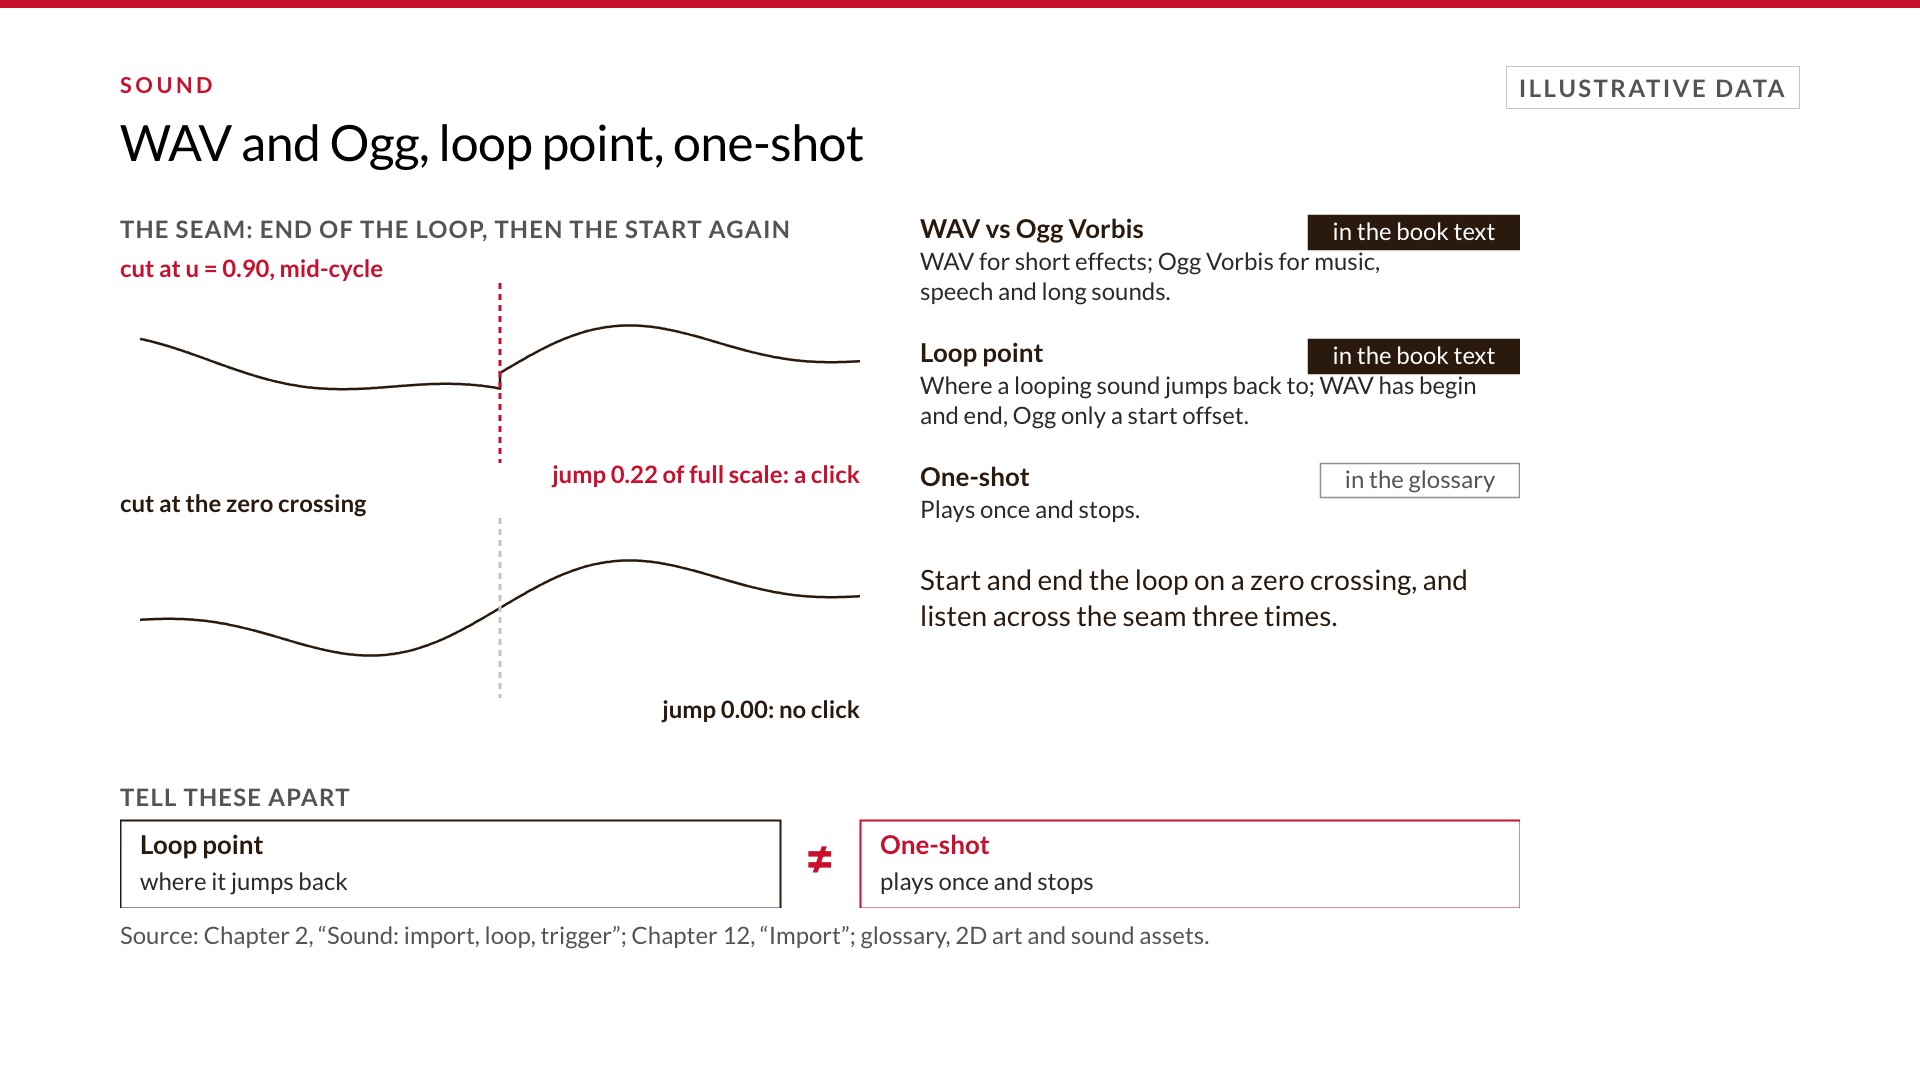 SOUND
ILLUSTRATIVE DATA
WAV and Ogg, loop point, one-shot
THE SEAM: END OF THE LOOP, THEN THE START AGAIN
cut at u = 0.90, mid-cycle
jump 0.22 of full scale: a click
cut at the zero crossing
jump 0.00: no click
WAV vs Ogg Vorbis
in the book text
WAV for short effects; Ogg Vorbis for music,
speech and long sounds.
Loop point
in the book text
Where a looping sound jumps back to; WAV has begin
and end, Ogg only a start offset.
One-shot
in the glossary
Plays once and stops.
Start and end the loop on a zero crossing, and
listen across the seam three times.
TELL THESE APART
Loop point
where it jumps back
≠
One-shot
plays once and stops
Source: Chapter 2, “Sound: import, loop, trigger”; Chapter 12, “Import”; glossary, 2D art and sound assets.